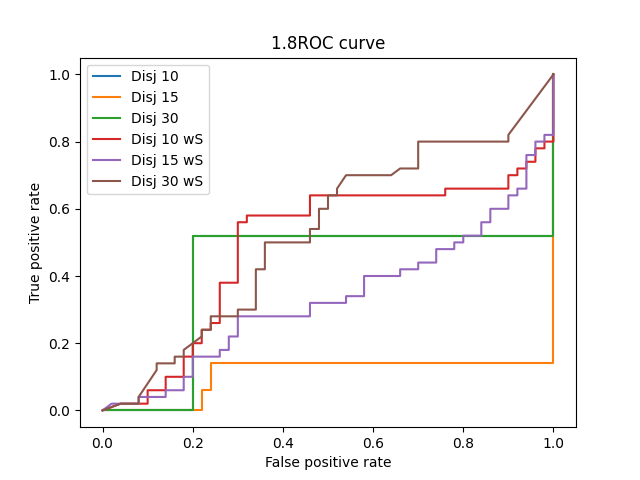 1.8ROC curve
Disj 10
Disj 15
Disj 30
Disj 10 wS
Disj 15 wS
Disj 30 wS
True positive rate
1.0
0.8
0.6
0.4
0.2
0.0
0.0 0.2 0.4 0.6 0.8 1.0
False positive rate